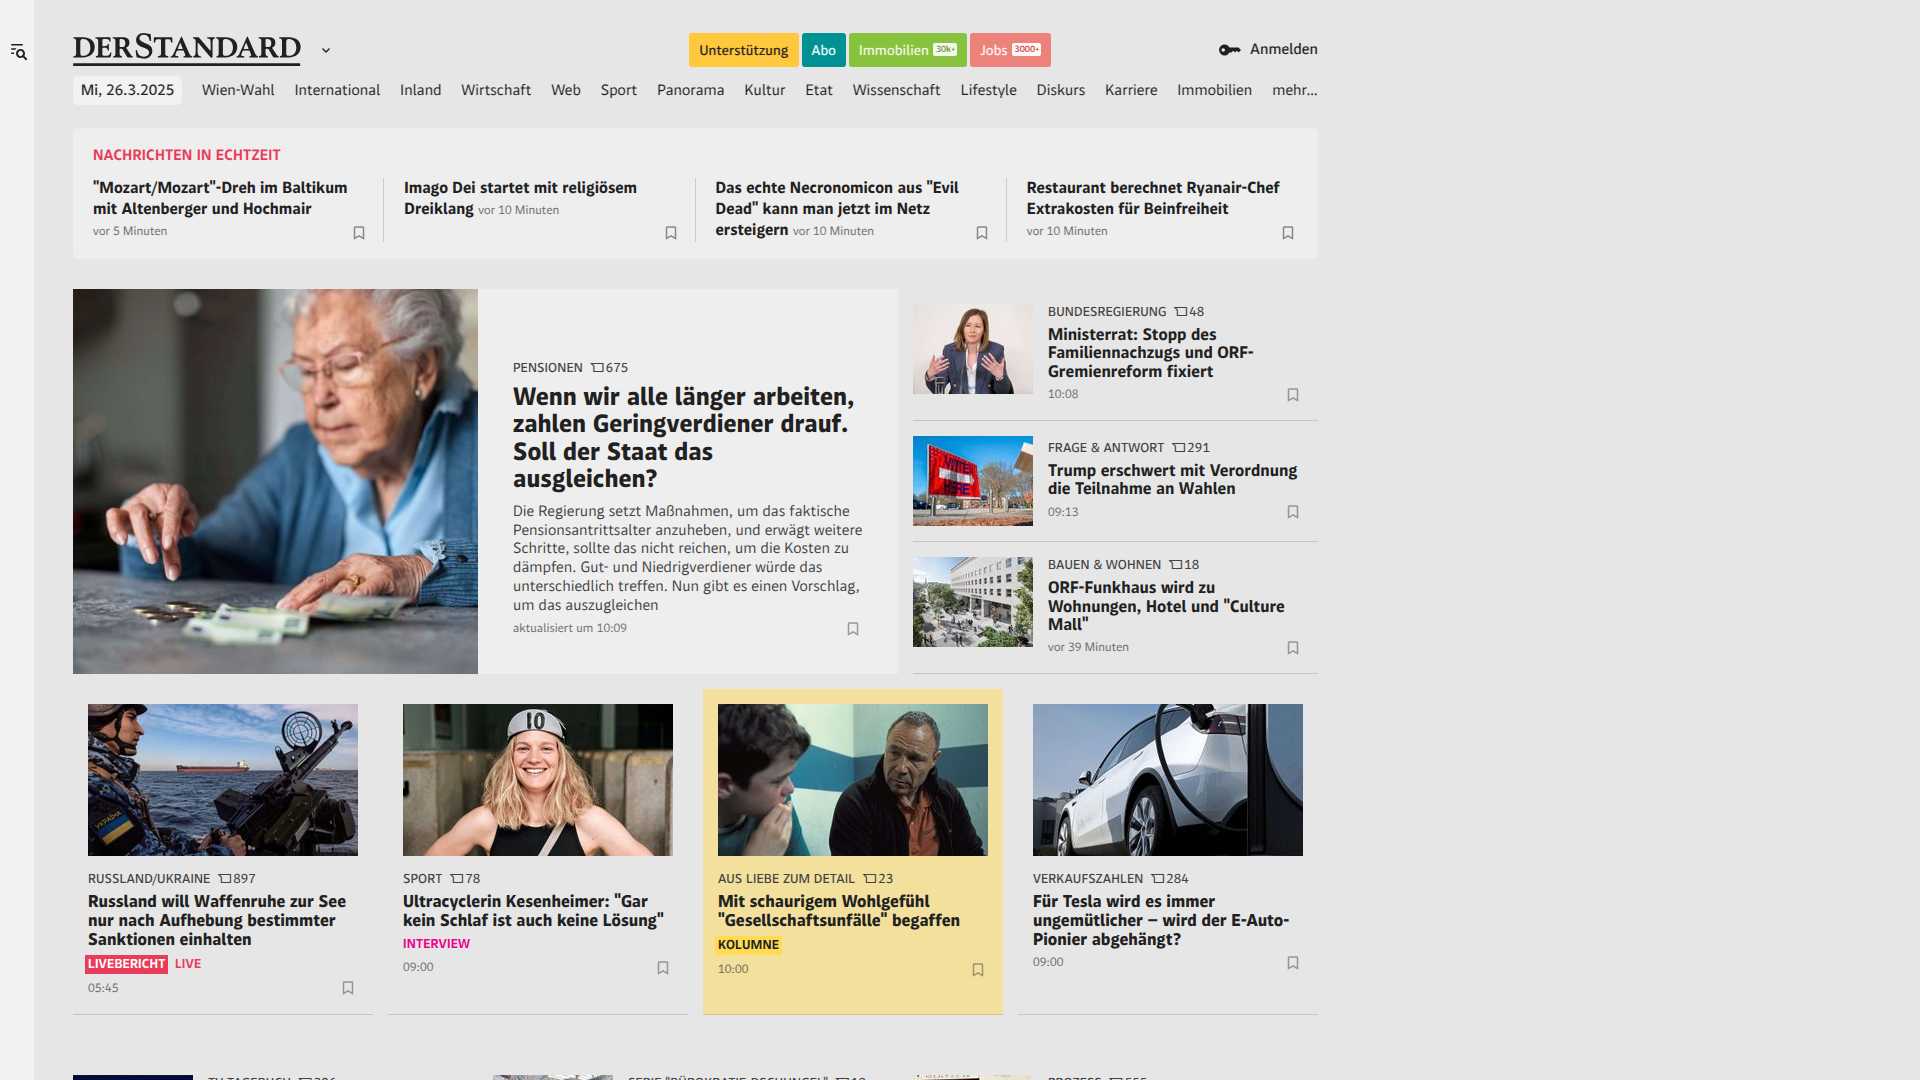 DERSTANDARD
Unterstützung
Abo
Immobilien 30k+
Jobs 3000+
Anmelden
Mi, 26.3.2025
Wien-Wahl
International
Inland
Wirtschaft
Web
Sport
Panorama
Kultur
Etat
Wissenschaft
Lifestyle
Diskurs
Karriere
Immobilien
mehr...
NACHRICHTEN IN ECHTZEIT
"Mozart/Mozart"-Dreh im Baltikum
mit Altenberger und Hochmair
vor 5 Minuten
Imago Dei startet mit religiösem
Dreiklang vor 10 Minuten
Das echte Necronomicon aus "Evil
Dead" kann man jetzt im Netz
ersteigern vor 10 Minuten
Restaurant berechnet Ryanair-Chef
Extrakosten für Beinfreiheit
vor 10 Minuten
PENSIONEN 675
Wenn wir alle länger arbeiten,
zahlen Geringverdiener drauf.
Soll der Staat das
ausgleichen?
Die Regierung setzt Maßnahmen, um das faktische
Pensionsantrittsalter anzuheben, und erwägt weitere
Schritte, sollte das nicht reichen, um die Kosten zu
dämpfen. Gut- und Niedrigverdiener würde das
unterschiedlich treffen. Nun gibt es einen Vorschlag,
um das auszugleichen
aktualisiert um 10:09
BUNDESREGIERUNG 48
Ministerrat: Stopp des
Familiennachzugs und ORF-
Gremienreform fixiert
10:08
FRAGE & ANTWORT 291
Trump erschwert mit Verordnung
die Teilnahme an Wahlen
09:13
BAUEN & WOHNEN 18
ORF-Funkhaus wird zu
Wohnungen, Hotel und "Culture
Mall"
vor 39 Minuten
RUSSLAND/UKRAINE 897
Russland will Waffenruhe zur See
nur nach Aufhebung bestimmter
Sanktionen einhalten
LIVEBERICHT LIVE
05:45
10
SPORT 78
Ultracyclerin Kesenheimer: "Gar
kein Schlaf ist auch keine Lösung"
INTERVIEW
09:00
AUS LIEBE ZUM DETAIL 23
Mit schaurigem Wohlgefühl
"Gesellschaftsunfälle" begaffen
KOLUMNE
10:00
VERKAUFSZAHLEN 284
Für Tesla wird es immer
ungemütlicher – wird der E-Auto-
Pionier abgehängt?
09:00